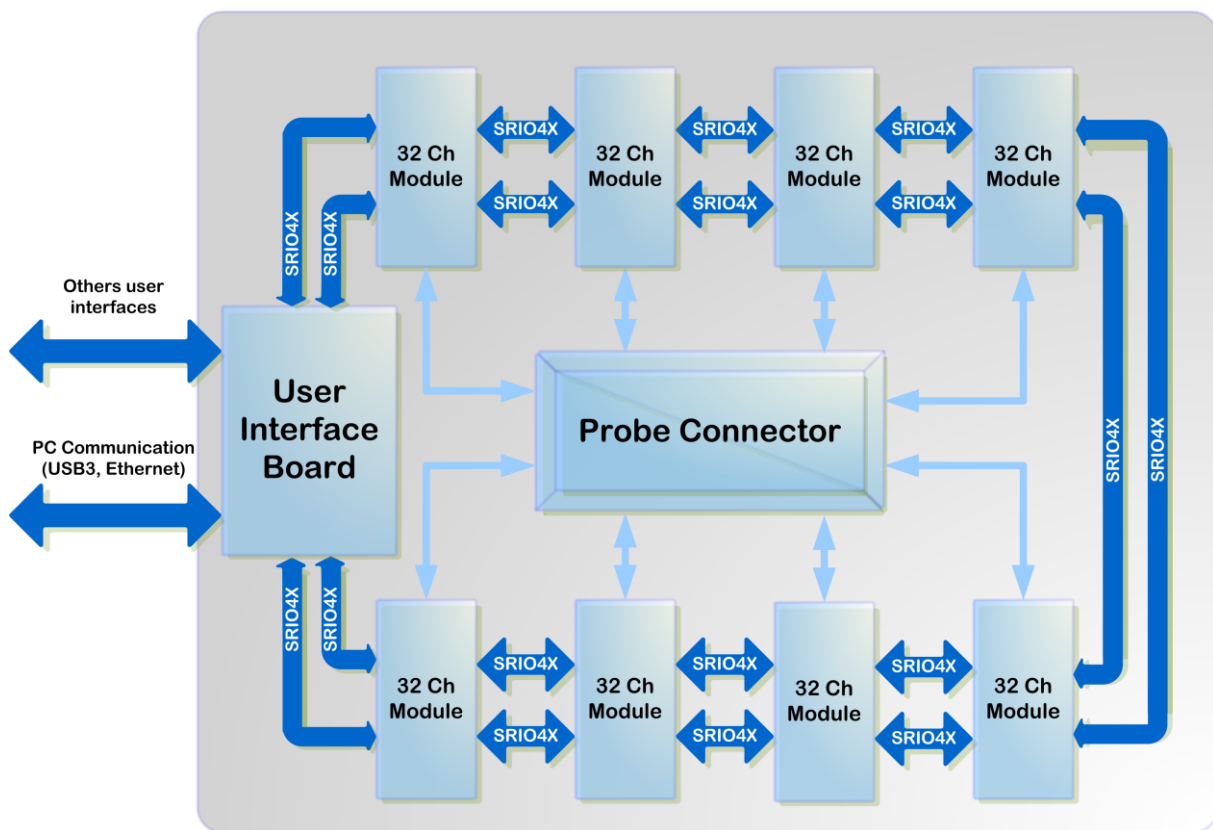 32 Ch
Module
SRIO4X
SRIO4X
32 Ch
Module
SRIO4X
SRIO4X
32 Ch
Module
SRIO4X
SRIO4X
32 Ch
Module
SRIO4X
SRIO4X
Others user
interfaces
User
Interface
Board
PC Communication
(USB3, Ethernet)
Probe Connector
SRIO4X
SRIO4X
SRIO4X
SRIO4X
32 Ch
Module
SRIO4X
SRIO4X
32 Ch
Module
SRIO4X
SRIO4X
32 Ch
Module
SRIO4X
SRIO4X
32 Ch
Module